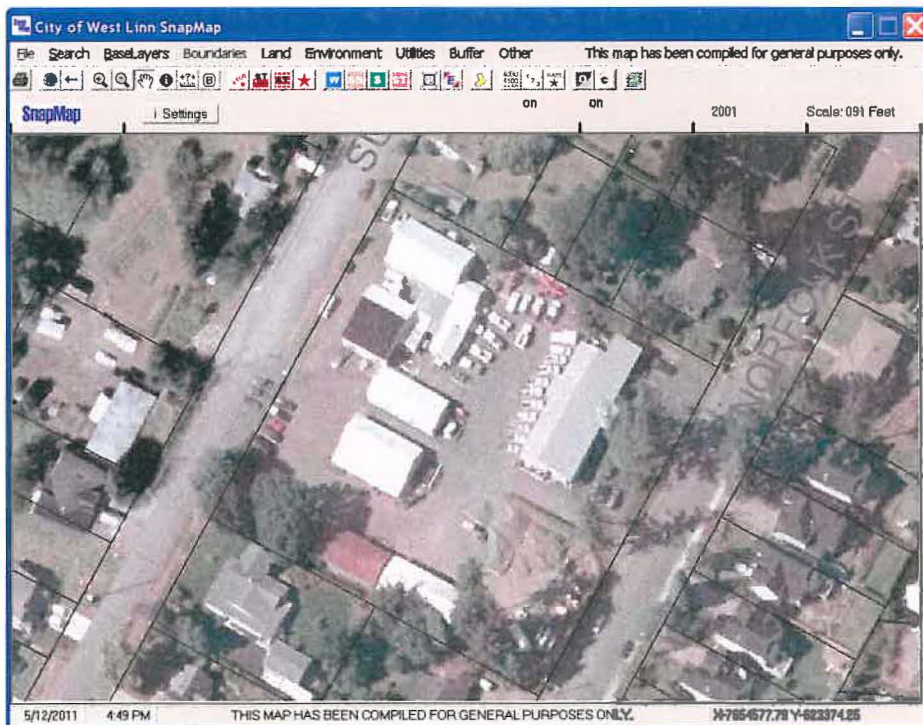 City of West Linn SnapMap
File Search BaseLayers Boundaries Land Environment Utilities Buffer Other This map has been compiled for general purposes only.
on on
SnapMap Settings 2001 Scale: 091 Feet
NORFOLK S
5/12/2011 4:49 PM THIS MAP HAS BEEN COMPILED FOR GENERAL PURPOSES ONLY.